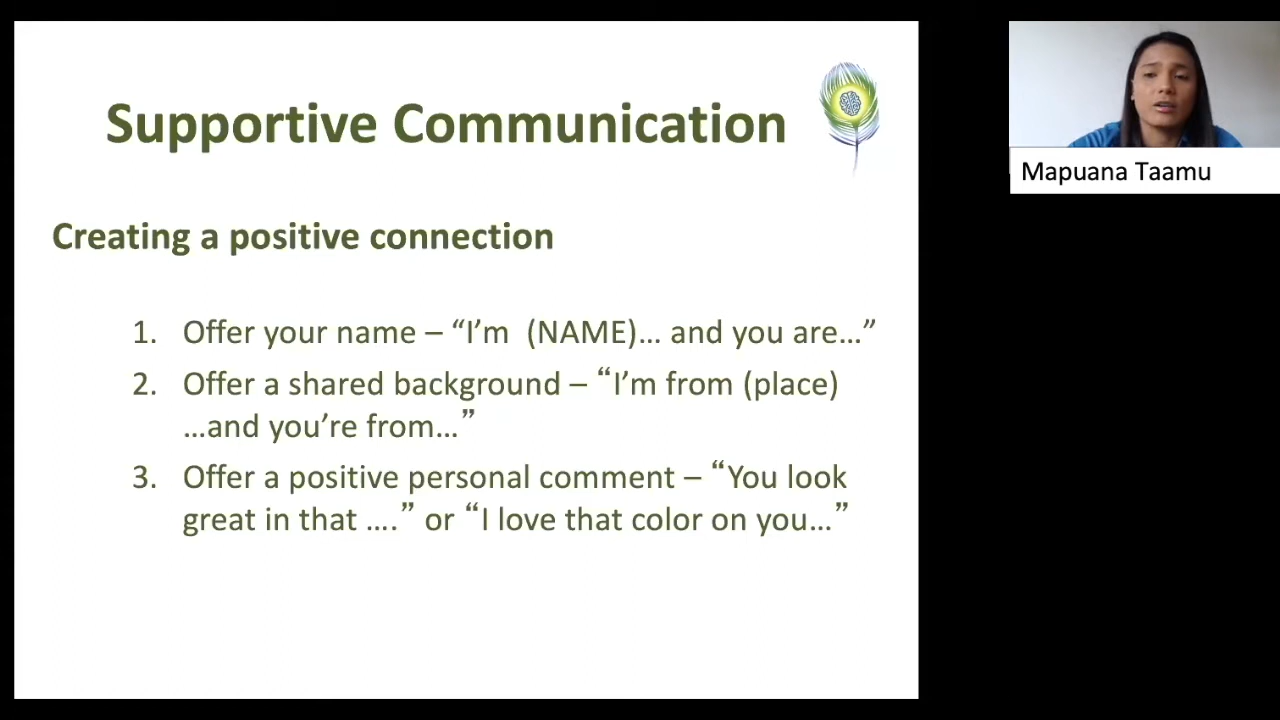 Supportive Communication
Creating a positive connection
1. Offer your name – “I’m  (NAME)… and you are…”
2. Offer a shared background – “I’m from (place)
…and you’re from…”
3. Offer a positive personal comment – “You look
great in that ….” or “I love that color on you…”
Mapuana Taamu